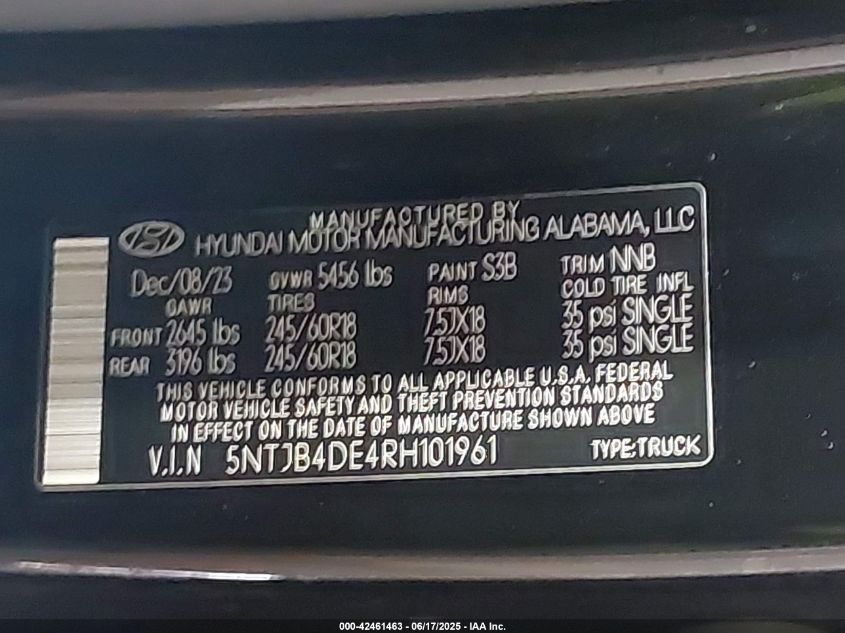 MANUFACTURED BY
HYUNDAI MOTOR MANUFACTURING ALABAMA, LLC
Dec/08/23 GVWR 5456 lbs PAINT S3B TRIM NNB
GAWR TIRES RIMS COLD TIRE INFL
FRONT 2645 lbs 245/60R18 7.5JX18 35 psi SINGLE
REAR 3196 lbs 245/60R18 7.5JX18 35 psi SINGLE
THIS VEHICLE CONFORMS TO ALL APPLICABLE U.S.A. FEDERAL
MOTOR VEHICLE SAFETY AND THEFT PREVENTION STANDARDS
IN EFFECT ON THE DATE OF MANUFACTURE SHOWN ABOVE
V.I.N 5NTJB4DE4RH101961 TYPE:TRUCK
000-42461463 - 06/17/2025 - IAA Inc.